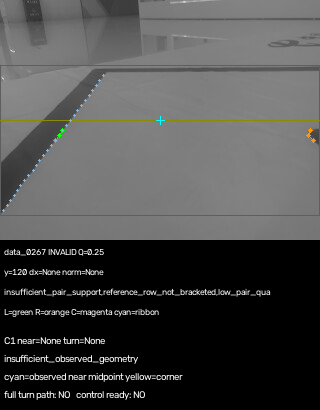 data_0267 INVALID Q=0.25
y=120 dx=None norm=None
insufficient_pair_support,reference_row_not_bracketed,low_pair_qua
L=green R=orange C=magenta cyan=ribbon
C1 near=None turn=None
insufficient_observed_geometry
cyan=observed near midpoint yellow=corner
full turn path: NO control ready: NO